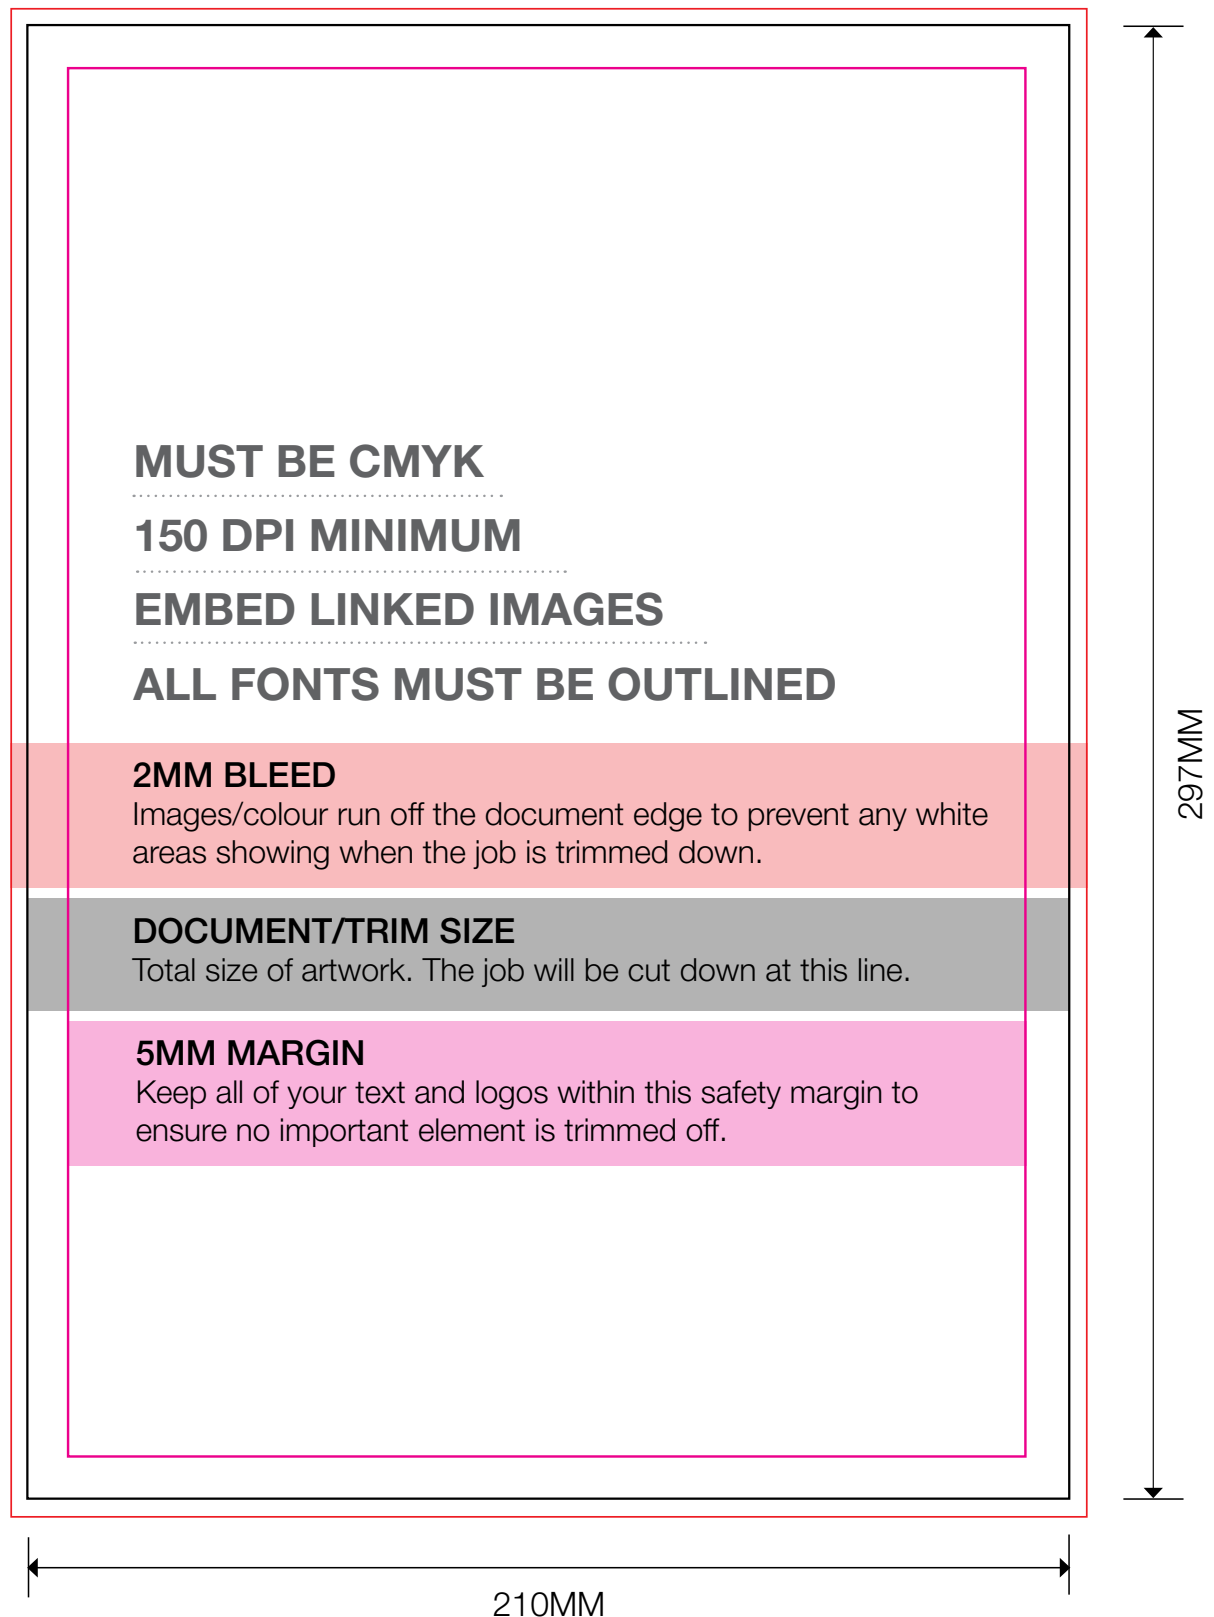 MUST BE CMYK
150 DPI MINIMUM
EMBED LINKED IMAGES
ALL FONTS MUST BE OUTLINED
2MM BLEED
Images/colour run off the document edge to prevent any white
areas showing when the job is trimmed down.
DOCUMENT/TRIM SIZE
Total size of artwork. The job will be cut down at this line.
5MM MARGIN
Keep all of your text and logos within this safety margin to
ensure no important element is trimmed off.
297MM
210MM